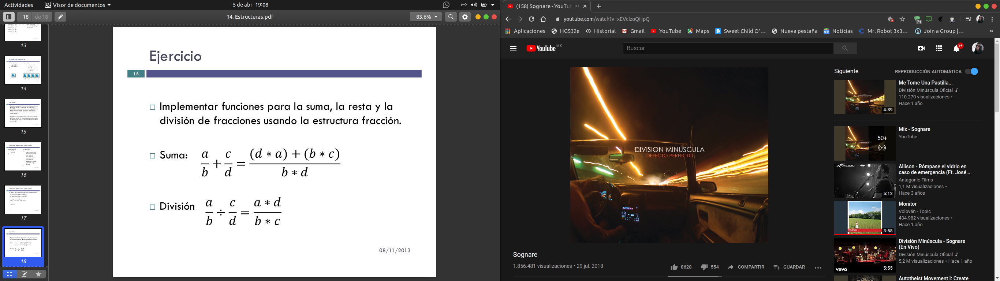 Actividades
Visor de documentos
5 de abr 19:08
18 de 18
14. Estructuras.pdf
83.6%
13
14
15
16
17
18
Ejercicio
18
Implementar funciones para la suma, la resta y la
división de fracciones usando la estructura fracción.
Suma: a/b + c/d = (d * a) + (b * c) / b * d
División a/b ÷ c/d = a * d / b * c
08/11/2013
(158) Sognare - YouTu
youtube.com/watch?v=xEVcIzoQHpQ
71
Aplicaciones HG532e Historial Gmail YouTube Maps Sweet Child O'... Nueva pestaña Noticias Mr. Robot 3x3... Join a Group |... »
YouTube MX
Buscar
9+
DIVISION MINUSCULA
DEFECTO PERFECTO
Sognare
1.856.481 visualizaciones • 29 jul. 2018
8628 554 COMPARTIR GUARDAR
Siguiente
REPRODUCCIÓN AUTOMÁTICA
4:39
Me Tome Una Pastilla...
División Minúscula Oficial
110.270 visualizaciones •
Hace 1 año
50+
Mix - Sognare
YouTube
ANTAGONIC
5:12
Allison - Rómpase el vidrio en
caso de emergencia (Ft. José...
Antagonic Films
1,1 M visualizaciones •
Hace 3 años
VOLOVÁN
3:58
Monitor
Volován - Topic
434.982 visualizaciones •
Hace 1 año
vevo
5:55
División Minúscula - Sognare
(En Vivo)
División Minúscula Oficial
5,2 M visualizaciones • Hace 1 año
Autotheist Movement I: Create